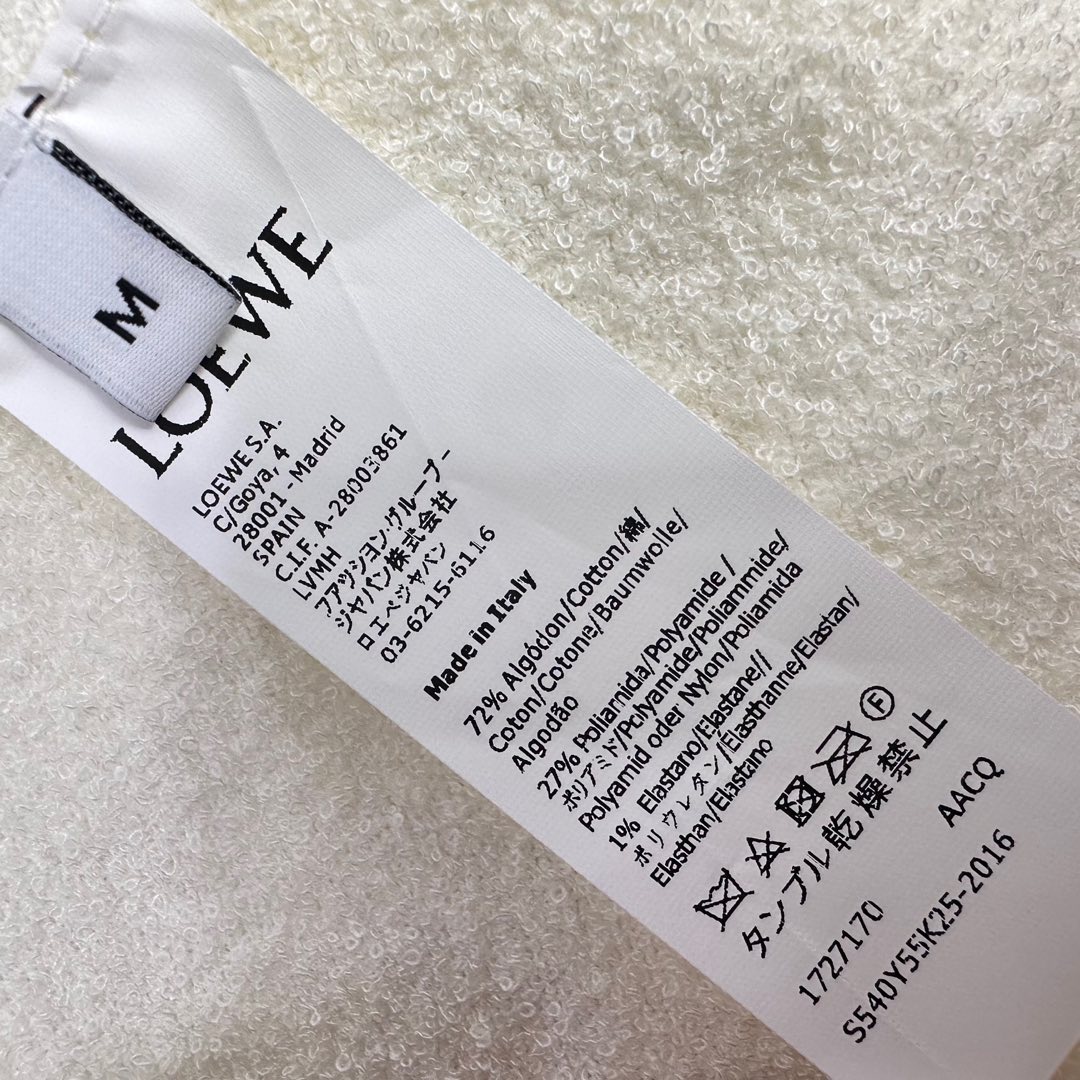 M
LOEWE
LOEWE S.A.
C/Goya, 4
28001 - Madrid
SPAIN
C.I.F. A-28003861
LVMH
ファッション・グループ-
ジャパン株式会社
ロエベジャパン
03-6215-6116
Made in Italy
72% Algódon/Cotton/綿/
Coton/Cotone/Baumwolle/
Algodão
27% Poliamida/Polyamide/
ポリアミド/Polyamide/Poliammide/
Polyamid oder Nylon/Poliamida
1% Elastano/Elastane//
ポリウレタン/Elasthanne/Elastan/
Elasthan/Elastano
F
タンブル乾燥禁止
1727170 AACQ
S540Y55K25-2016